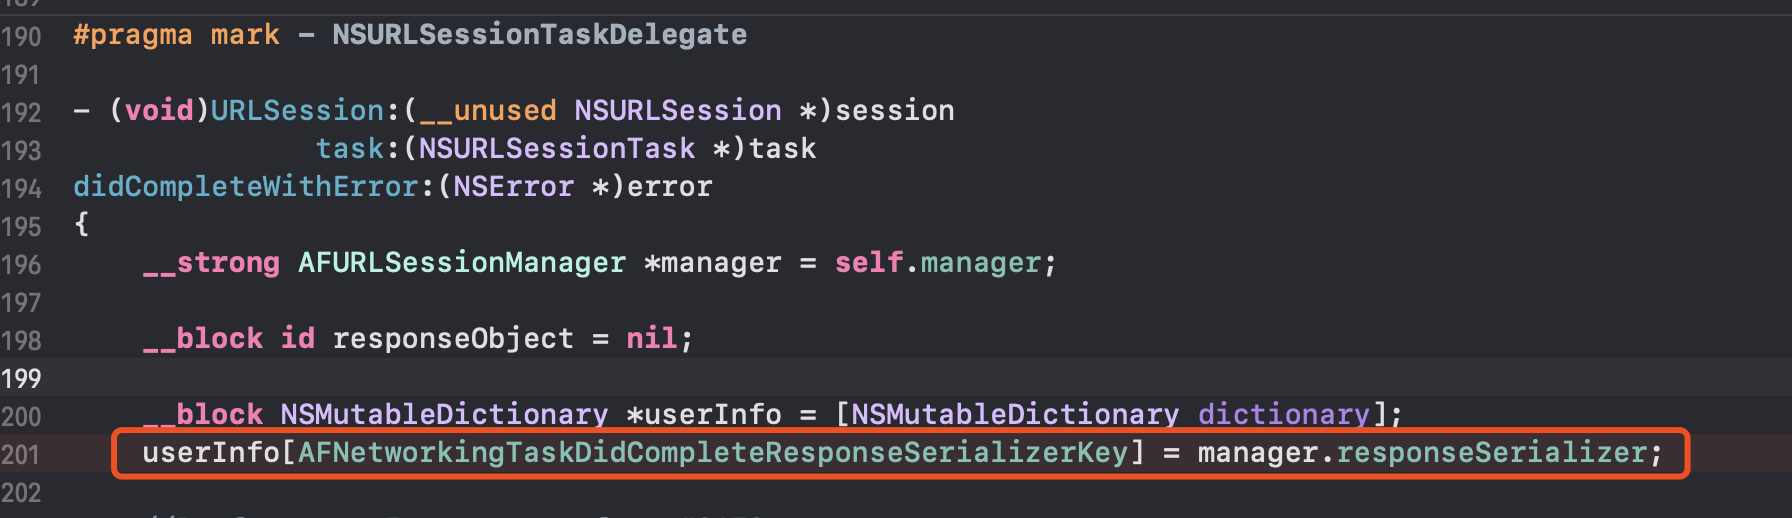 190 #pragma mark - NSURLSessionTaskDelegate
191
192 - (void)URLSession:(__unused NSURLSession *)session
193 task:(NSURLSessionTask *)task
194 didCompleteWithError:(NSError *)error
195 {
196 __strong AFURLSessionManager *manager = self.manager;
197
198 __block id responseObject = nil;
199
200 __block NSMutableDictionary *userInfo = [NSMutableDictionary dictionary];
201 userInfo[AFNetworkingTaskDidCompleteResponseSerializerKey] = manager.responseSerializer;
202